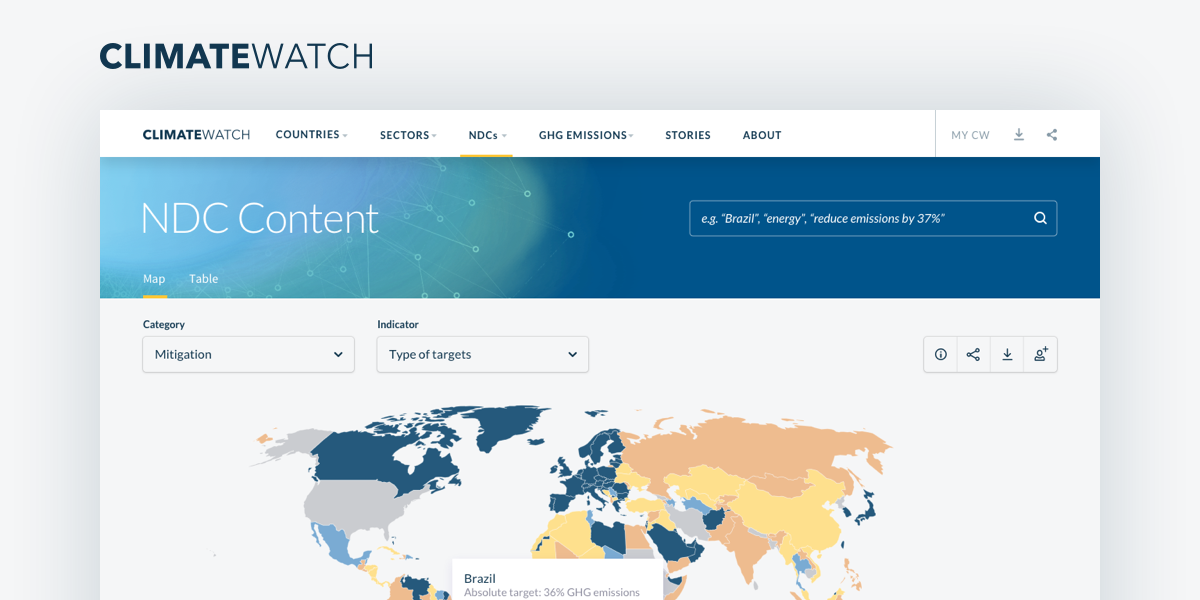 CLIMATEWATCH
CLIMATEWATCH COUNTRIES SECTORS NDCs GHG EMISSIONS STORIES ABOUT MY CW
NDC Content
e.g. “Brazil”, “energy”, “reduce emissions by 37%”
Map Table
Category Indicator
Mitigation Type of targets
Brazil
Absolute target: 36% GHG emissions